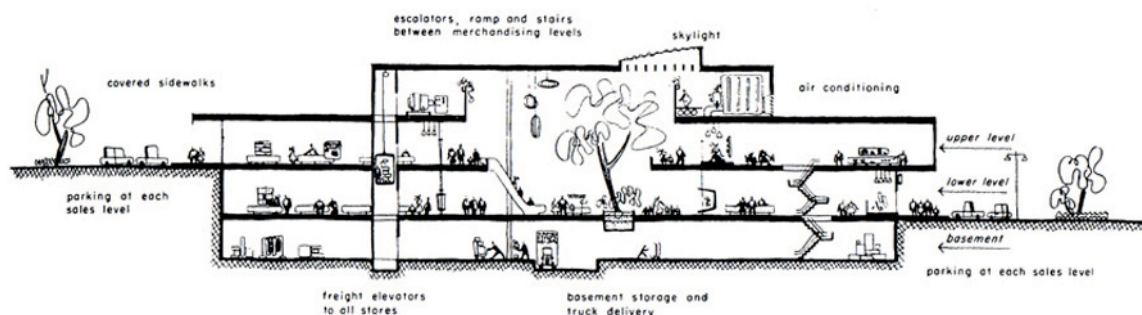 escalators, ramp and stairs
between merchandising levels
skylight
covered sidewalks
air conditioning
upper level
parking at each
sales level
lower level
basement
parking at each sales level
freight elevators
to all stores
basement storage and
truck delivery